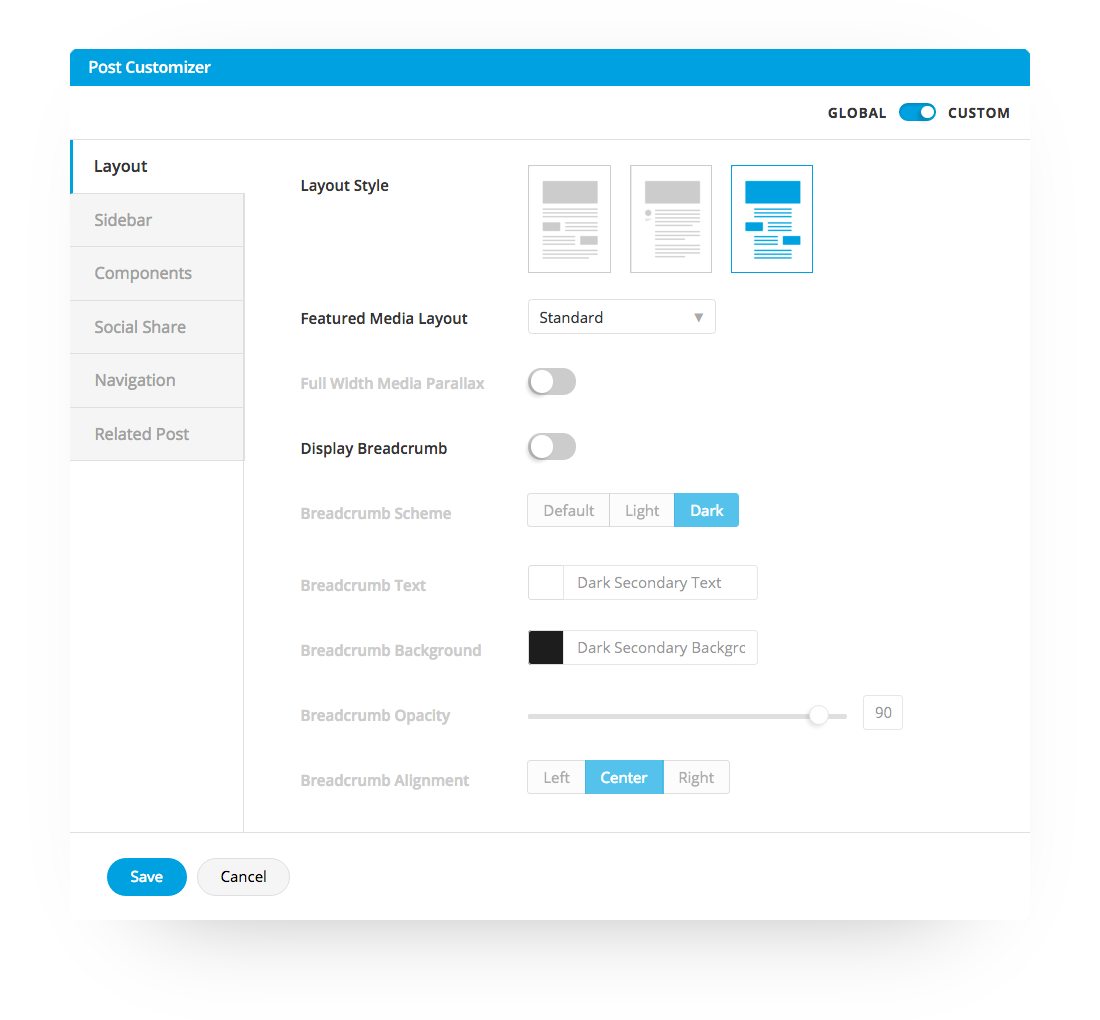 Post Customizer
GLOBAL CUSTOM
Layout
Sidebar
Components
Social Share
Navigation
Related Post
Layout Style
Featured Media Layout Standard
Full Width Media Parallax
Display Breadcrumb
Breadcrumb Scheme Default Light Dark
Breadcrumb Text Dark Secondary Text
Breadcrumb Background Dark Secondary Backgrc
Breadcrumb Opacity 90
Breadcrumb Alignment Left Center Right
Save Cancel